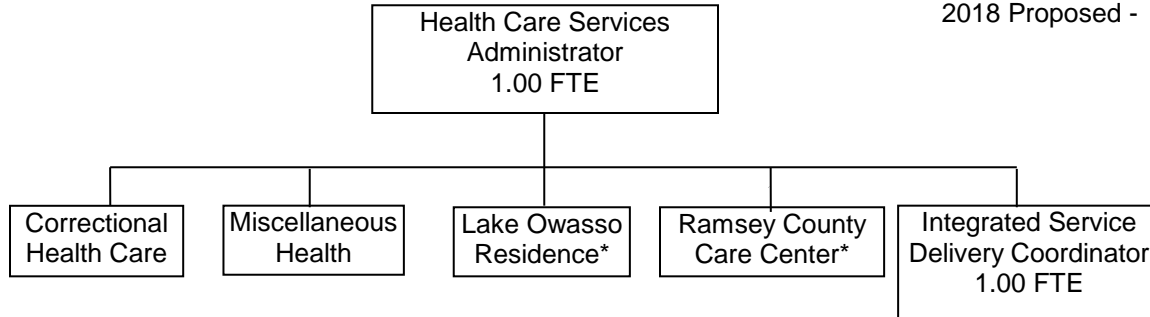 2018 Proposed -
Health Care Services
Administrator
1.00 FTE
Correctional
Health Care
Miscellaneous
Health
Lake Owasso
Residence*
Ramsey County
Care Center*
Integrated Service
Delivery Coordinator
1.00 FTE